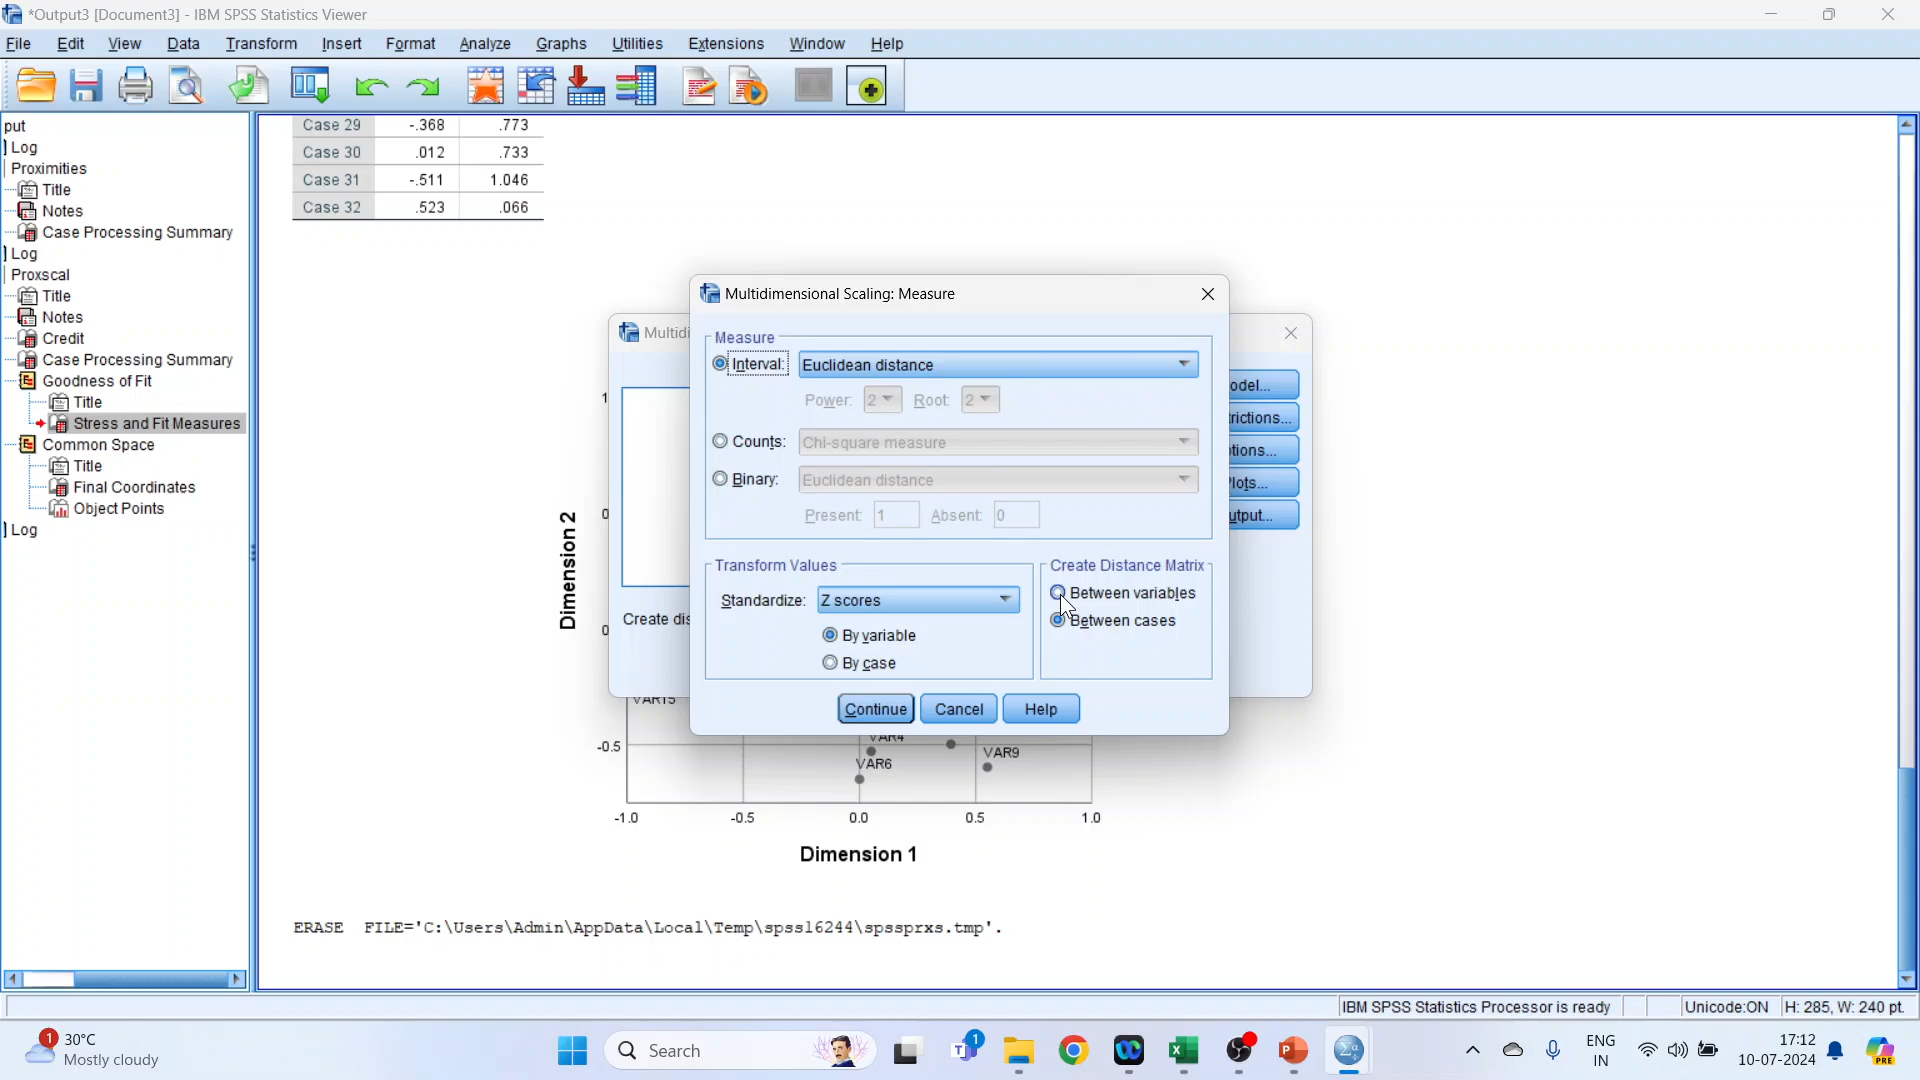 *Output3 [Document3] - IBM SPSS Statistics Viewer
File Edit View Data Transform Insert Format Analyze Graphs Utilities Extensions Window Help
put
Log
Proximities
Title
Notes
Case Processing Summary
Log
Proxscal
Title
Notes
Credit
Case Processing Summary
Goodness of Fit
Title
Stress and Fit Measures
Common Space
Title
Final Coordinates
Object Points
Log
Case 29 -.368 .773
Case 30 .012 .733
Case 31 -.511 1.046
Case 32 .523 .066
Multidi
Create dis
odel...
rictions...
tions...
lots...
utput...
Multidimensional Scaling: Measure
Measure
Interval: Euclidean distance
Power: 2 Root: 2
Counts: Chi-square measure
Binary: Euclidean distance
Present: 1 Absent: 0
Transform Values
Standardize: Z scores
By variable
By case
Create Distance Matrix
Between variables
Between cases
Continue Cancel Help
Dimension 2
1
0
0
-0.5
VAR15
VAR4
VAR9
VAR6
-1.0 -0.5 0.0 0.5 1.0
Dimension 1
ERASE FILE='C:\Users\Admin\AppData\Local\Temp\spss16244\spssprxs.tmp'.
IBM SPSS Statistics Processor is ready Unicode:ON H: 285, W: 240 pt.
1
30°C
Mostly cloudy
Search
1
ENG
IN
17:12
10-07-2024
PRE